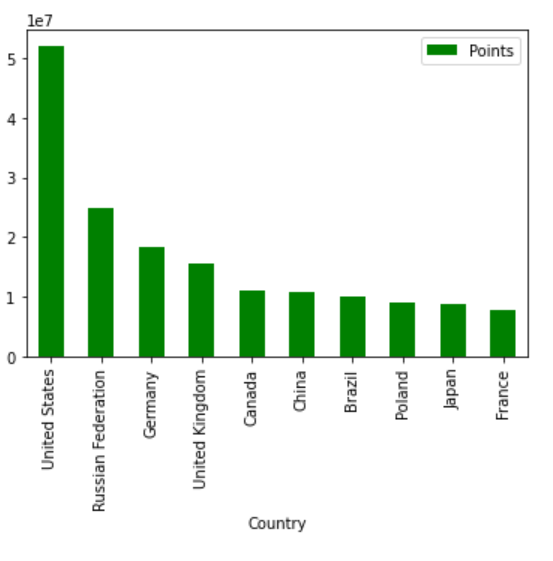 1e7
Points
5
4
3
2
1
0
United States
Russian Federation
Germany
United Kingdom
Canada
China
Brazil
Poland
Japan
France
Country